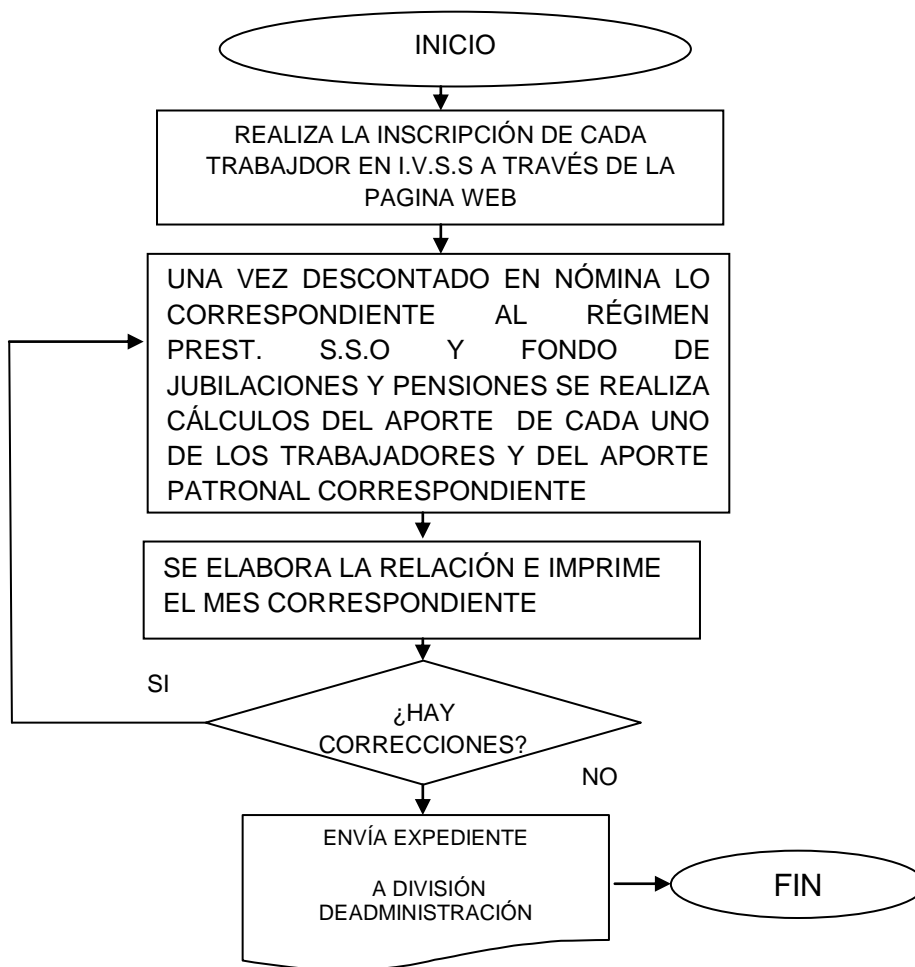 INICIO
REALIZA LA INSCRIPCIÓN DE CADA
TRABAJDOR EN I.V.S.S A TRAVÉS DE LA
PAGINA WEB
UNA VEZ DESCONTADO EN NÓMINA LO
CORRESPONDIENTE AL RÉGIMEN
PREST. S.S.O Y FONDO DE
JUBILACIONES Y PENSIONES SE REALIZA
CÁLCULOS DEL APORTE DE CADA UNO
DE LOS TRABAJADORES Y DEL APORTE
PATRONAL CORRESPONDIENTE
SE ELABORA LA RELACIÓN E IMPRIME
EL MES CORRESPONDIENTE
SI
¿HAY
CORRECCIONES?
NO
ENVÍA EXPEDIENTE
A DIVISIÓN
DEADMINISTRACIÓN
FIN